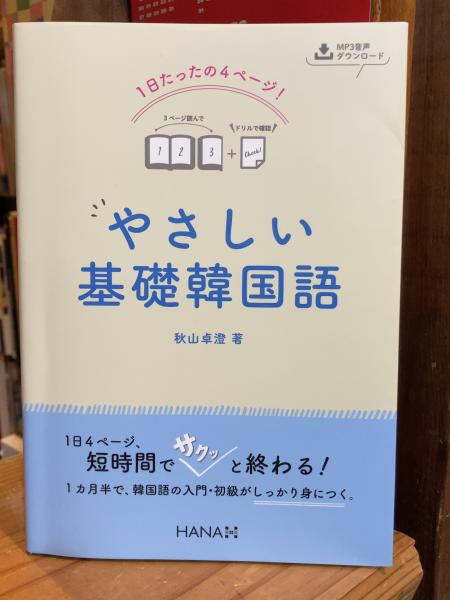 MP3音声
ダウンロード
1日たったの4ページ！
3ページ読んで
ドリルで確認
1 2 3 + Check!
やさしい
基礎韓国語
秋山卓澄 著
1日4ページ、
短時間でサクッと終わる！
1カ月半で、韓国語の入門・初級がしっかり身につく。
HANA